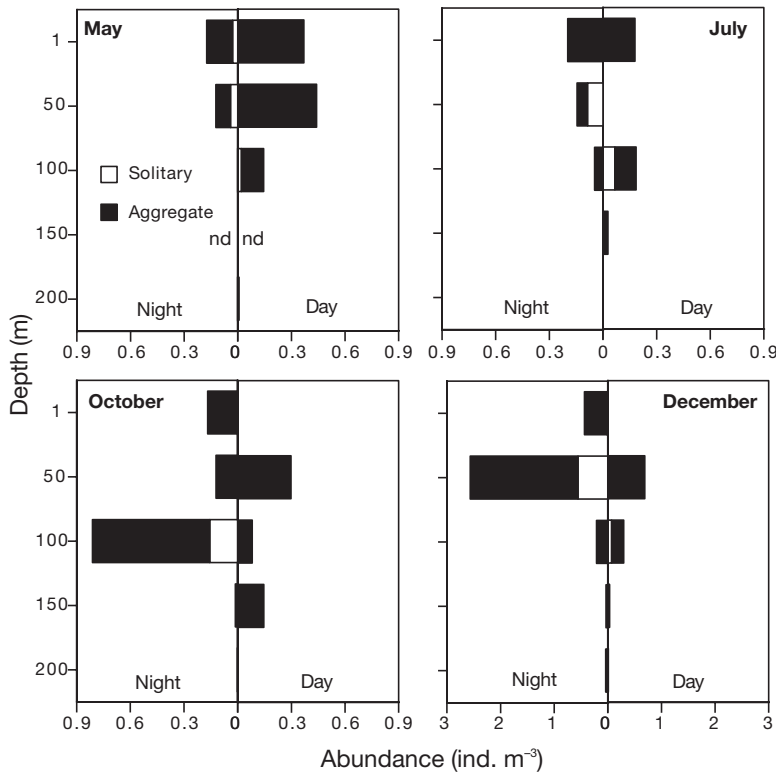 May
July
1
50
100
150
200
Solitary
Aggregate
nd nd
Night Day
Night Day
0.9 0.6 0.3 0 0.3 0.6 0.9
0.9 0.6 0.3 0 0.3 0.6 0.9
Depth (m)
October
December
1
50
100
150
200
Night Day
Night Day
0.9 0.6 0.3 0 0.3 0.6 0.9
3 2 1 0 1 2 3
Abundance (ind. m⁻³)